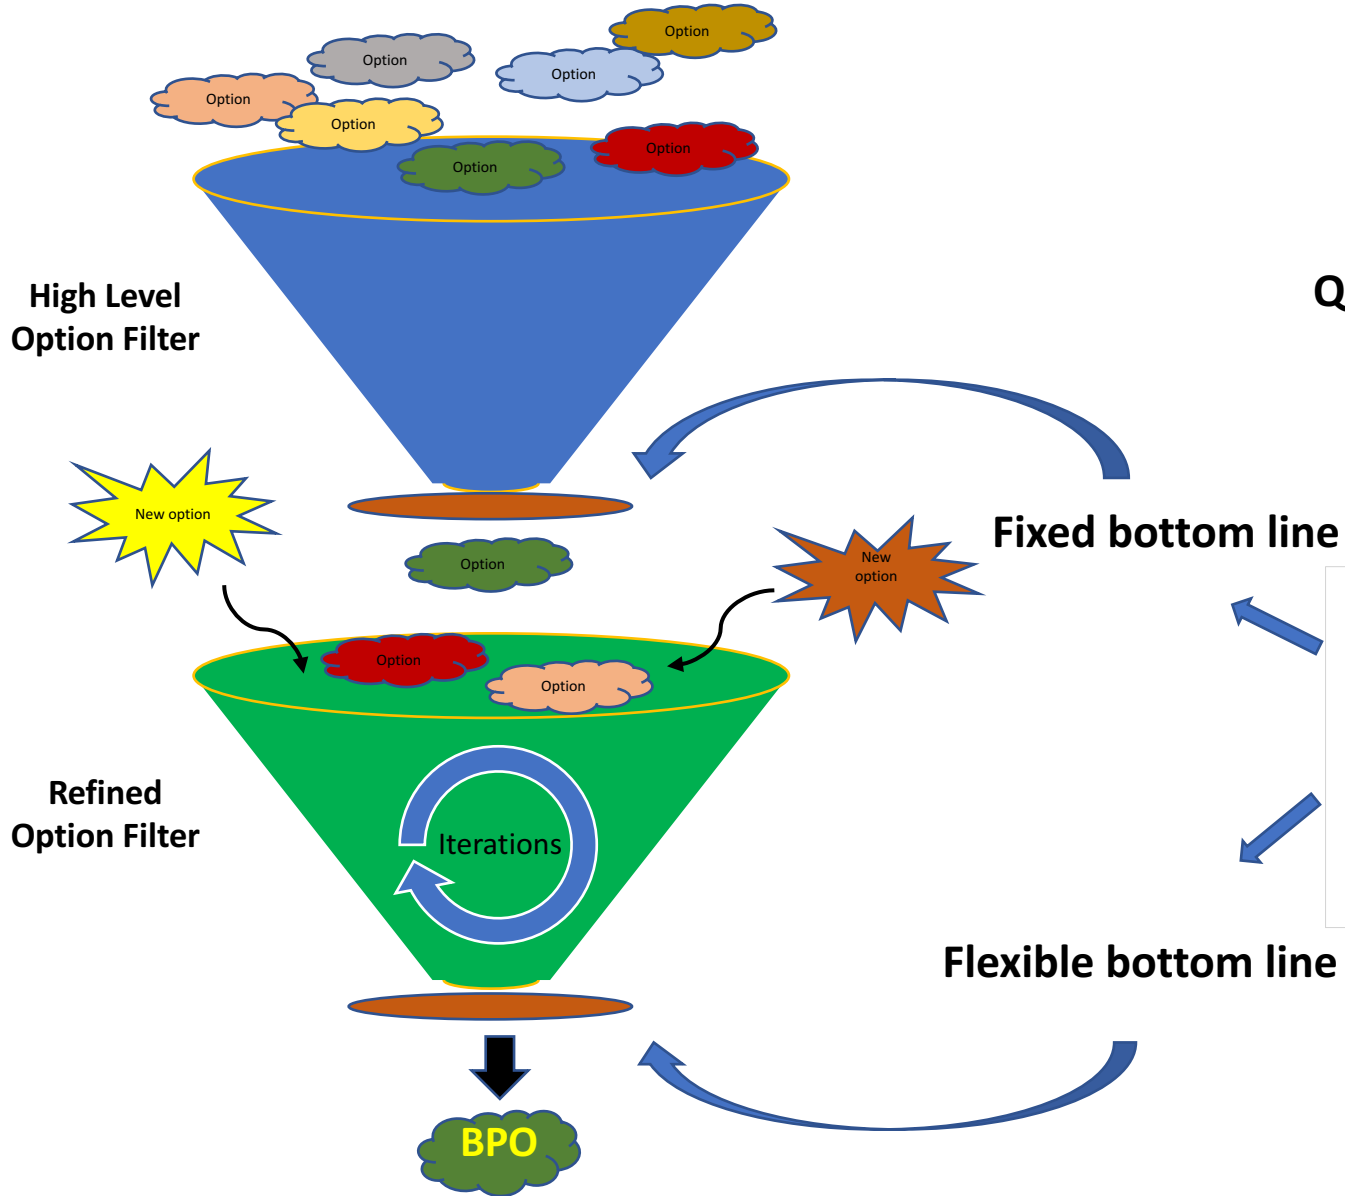 Option
Option
Option
Option
Option
Option
Option
High Level
Option Filter
Q
New option
Fixed bottom line
New
option
Option
Option
Option
Refined
Option Filter
Iterations
Flexible bottom line
BPO